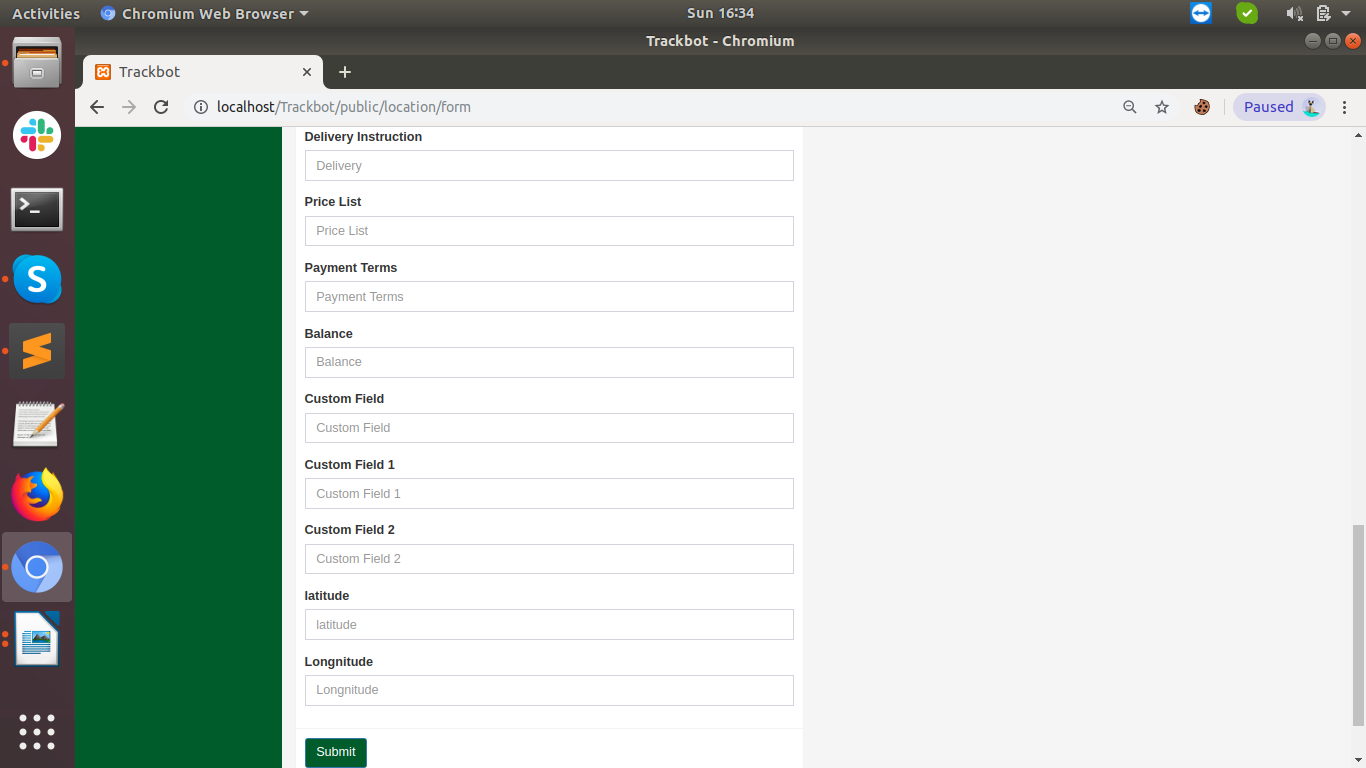 Activities Chromium Web Browser Sun 16:34
Trackbot - Chromium
Trackbot
localhost/Trackbot/public/location/form Paused
Delivery Instruction
Delivery
Price List
Price List
Payment Terms
Payment Terms
Balance
Balance
Custom Field
Custom Field
Custom Field 1
Custom Field 1
Custom Field 2
Custom Field 2
latitude
latitude
Longnitude
Longnitude
Submit